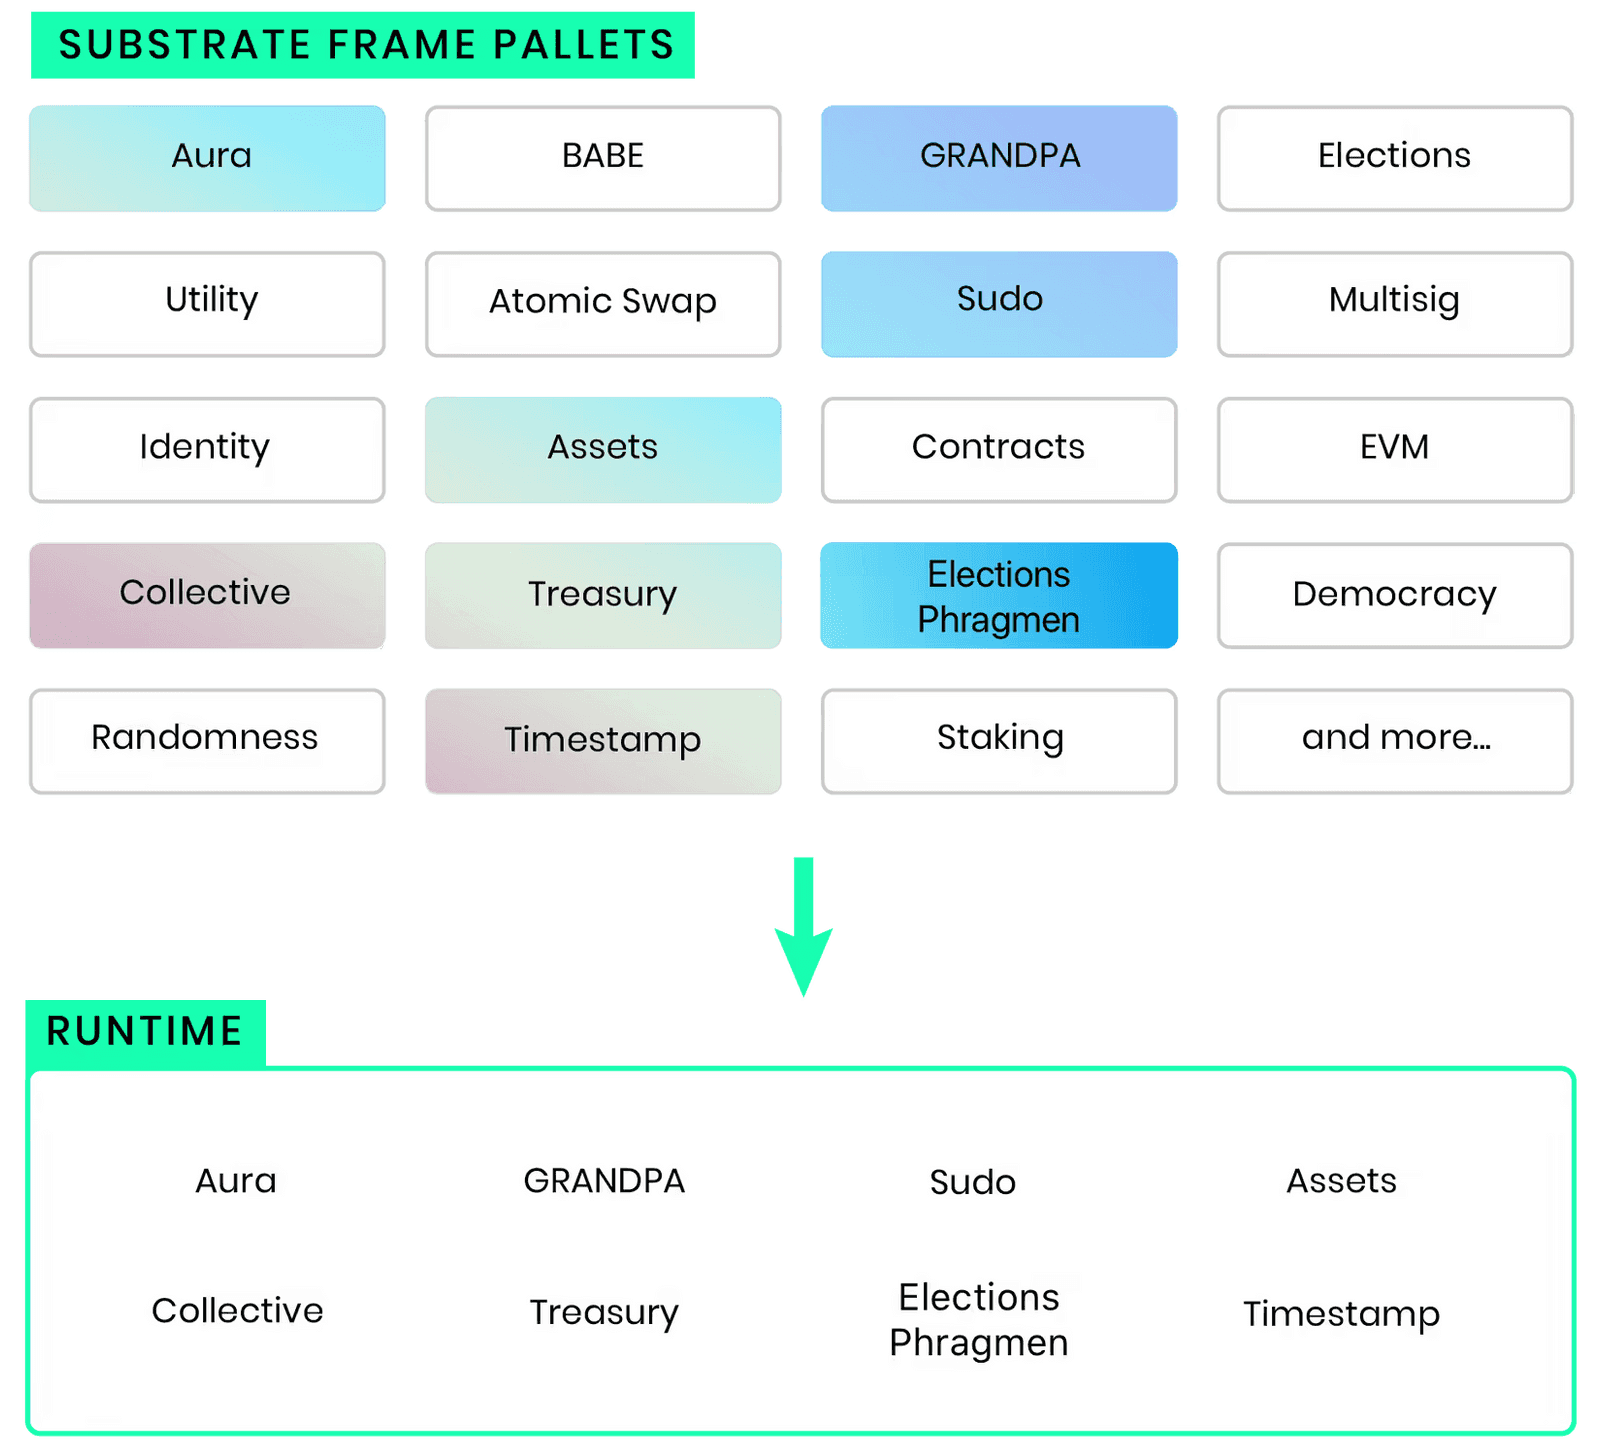 SUBSTRATE FRAME PALLETS
Aura
BABE
GRANDPA
Elections
Utility
Atomic Swap
Sudo
Multisig
Identity
Assets
Contracts
EVM
Collective
Treasury
Elections
Phragmen
Democracy
Randomness
Timestamp
Staking
and more...
RUNTIME
Aura
GRANDPA
Sudo
Assets
Collective
Treasury
Elections
Phragmen
Timestamp